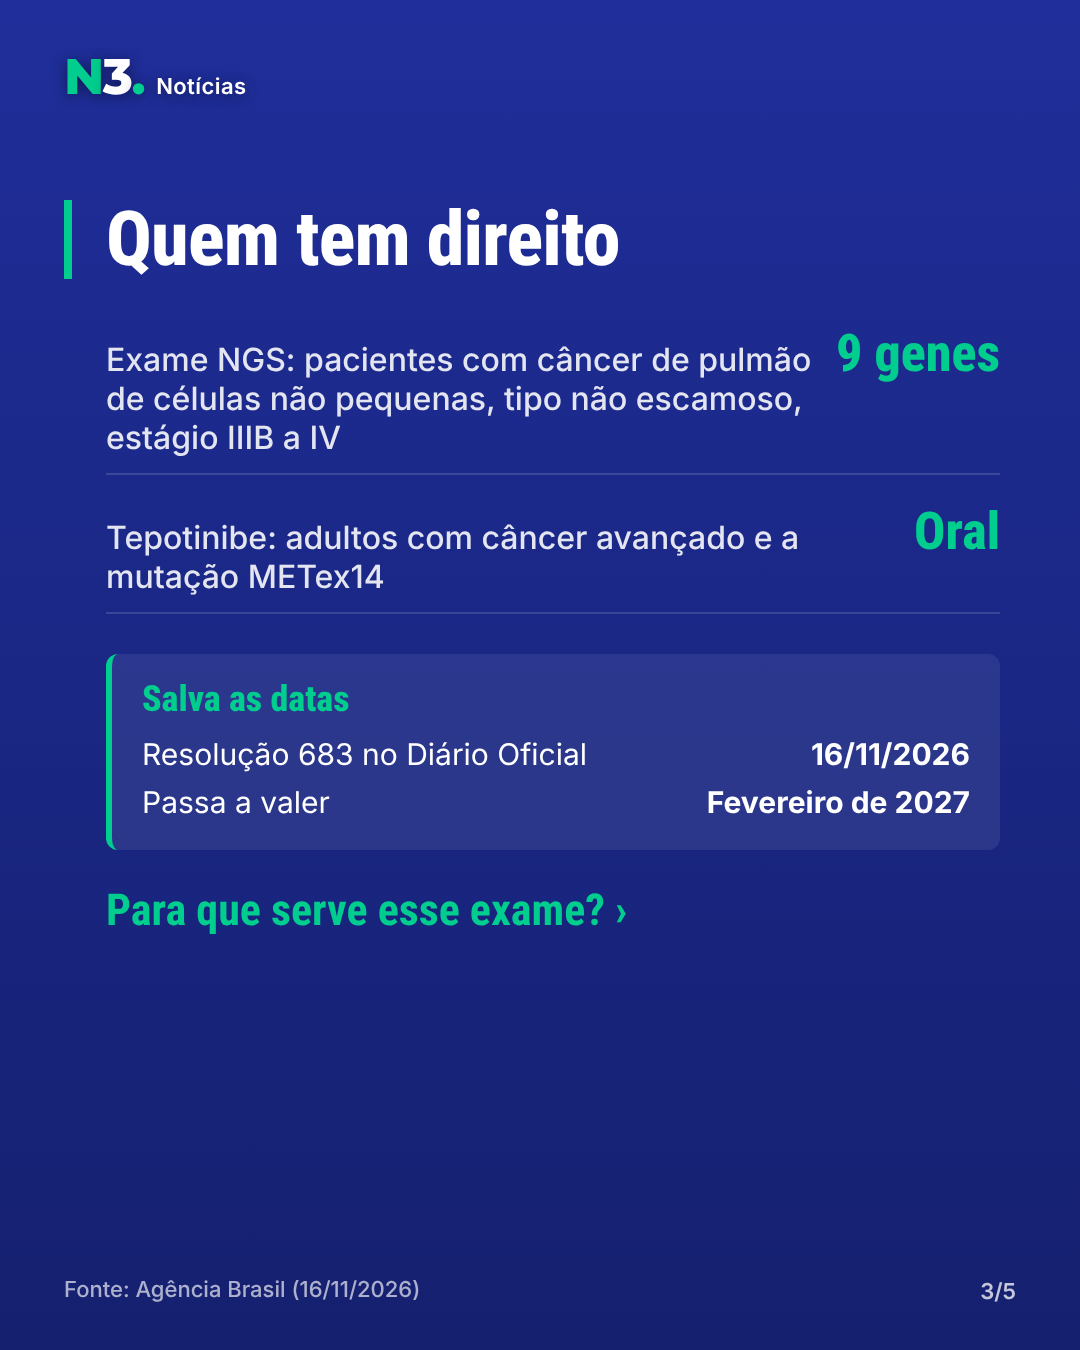 N3. Notícias
Quem tem direito
Exame NGS: pacientes com câncer de pulmão
de células não pequenas, tipo não escamoso,
estágio IIIB a IV
9 genes
Tepotinibe: adultos com câncer avançado e a
mutação METex14
Oral
Salva as datas
Resolução 683 no Diário Oficial 16/11/2026
Passa a valer Fevereiro de 2027
Para que serve esse exame? ›
Fonte: Agência Brasil (16/11/2026)
3/5